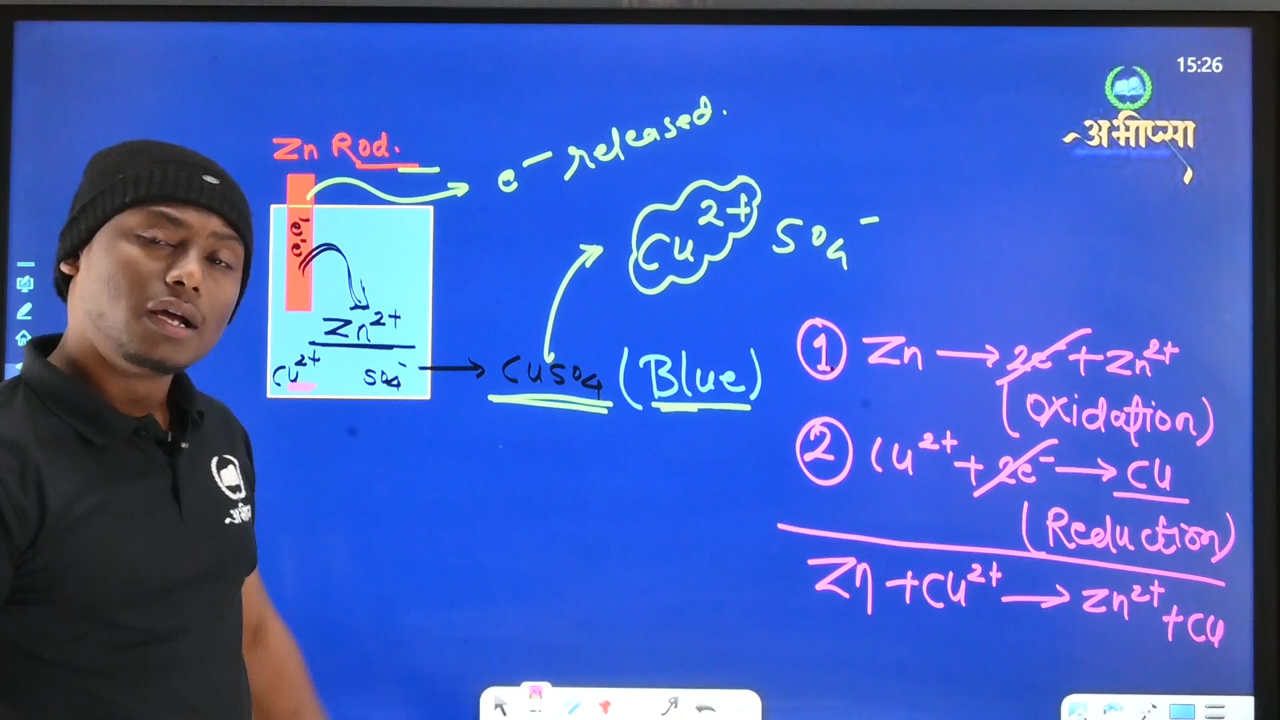 15:26
अभीप्सा
Zn Rod.
e⁻ released.
Cu²⁺ SO₄⁻
e⁻e⁻
Zn²⁺
Cu²⁺ SO₄⁻ → CuSO₄ (Blue)
① Zn → 2e⁻ + Zn²⁺
(Oxidation)
② Cu²⁺ + 2e⁻ → Cu
(Reduction)
Zn + Cu²⁺ → Zn²⁺ + Cu